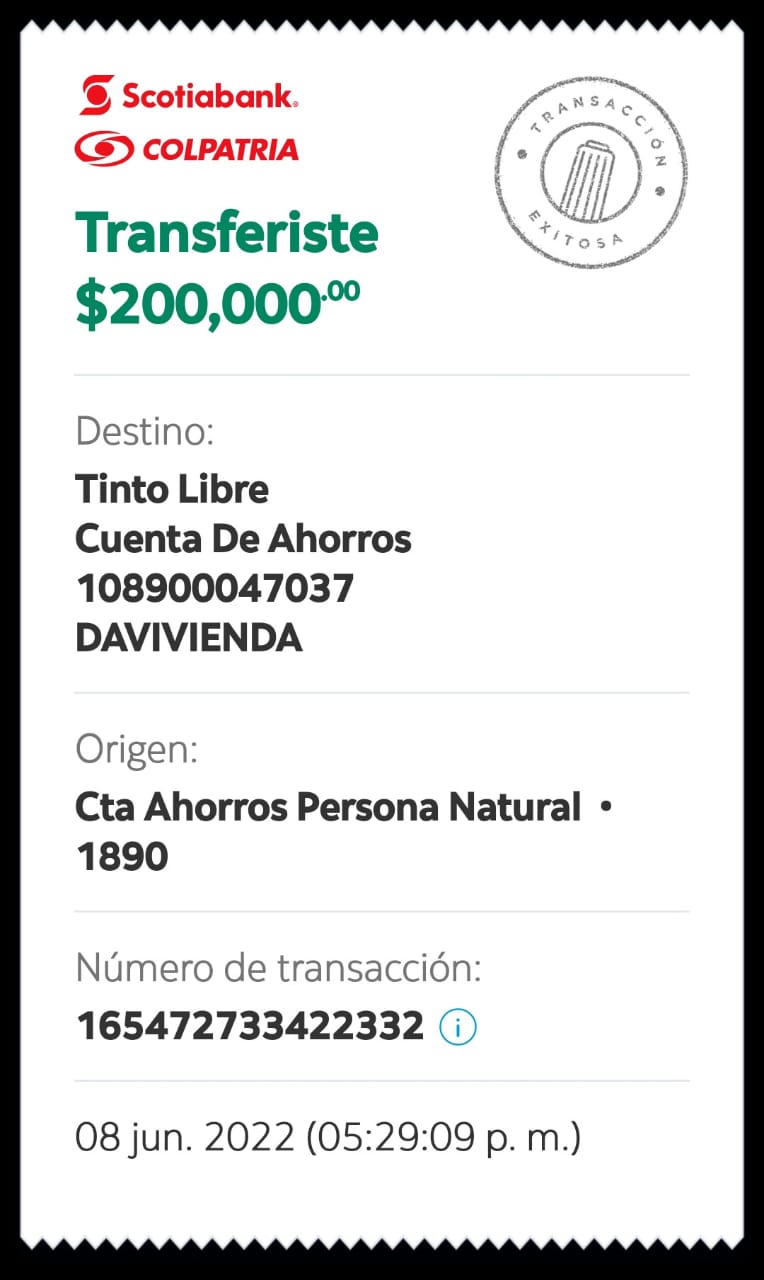 Scotiabank®
COLPATRIA
TRANSACCIÓN
EXITOSA
Transferiste
$200,000.00
Destino:
Tinto Libre
Cuenta De Ahorros
108900047037
DAVIVIENDA
Origen:
Cta Ahorros Persona Natural •
1890
Número de transacción:
165472733422332 i
08 jun. 2022 (05:29:09 p. m.)